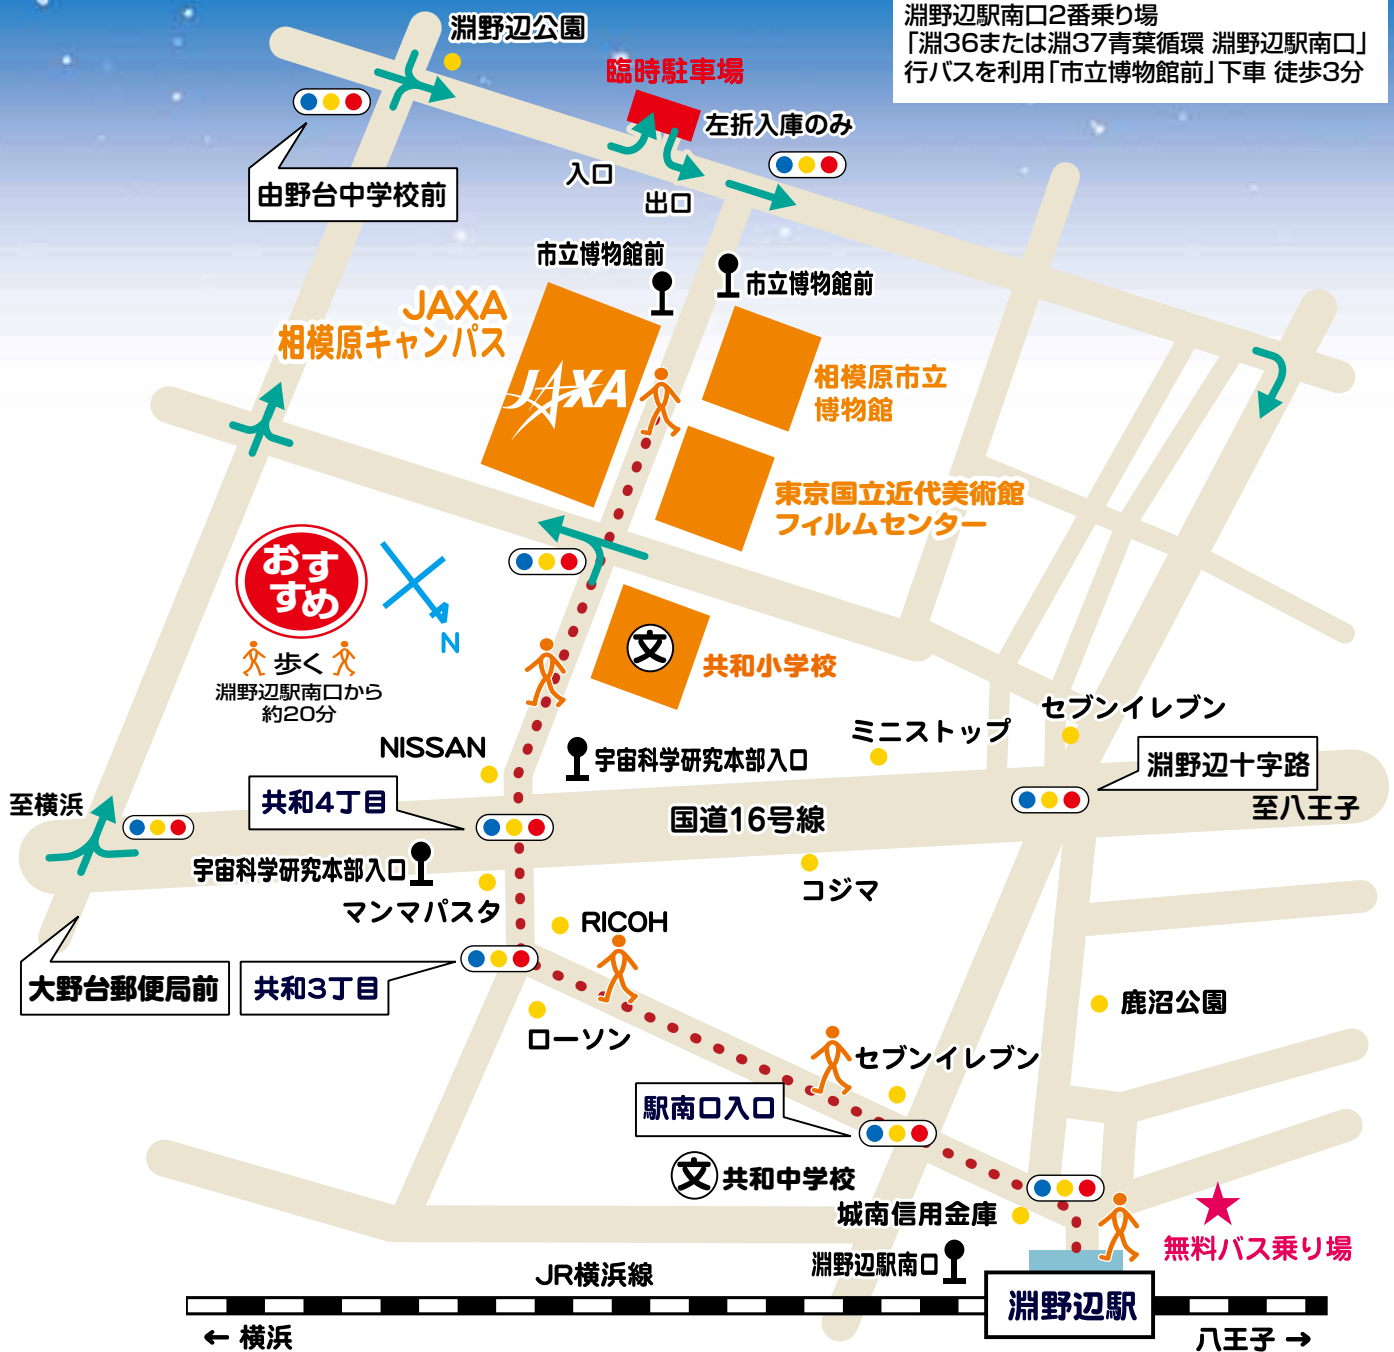 淵野辺駅南口2番乗り場
「淵36または淵37青葉循環 淵野辺駅南口」
行バスを利用「市立博物館前」下車 徒歩3分
淵野辺公園
臨時駐車場
左折入庫のみ
入口
出口
由野台中学校前
市立博物館前
市立博物館前
JAXA
相模原キャンパス
JAXA
相模原市立
博物館
東京国立近代美術館
フィルムセンター
おす
すめ
N
歩く
淵野辺駅南口から
約20分
文
共和小学校
NISSAN
宇宙科学研究本部入口
ミニストップ
セブンイレブン
淵野辺十字路
至横浜
共和4丁目
国道16号線
至八王子
宇宙科学研究本部入口
マンマパスタ
コジマ
RICOH
大野台郵便局前
共和3丁目
鹿沼公園
ローソン
セブンイレブン
駅南口入口
文
共和中学校
城南信用金庫
無料バス乗り場
淵野辺駅南口
JR横浜線
淵野辺駅
← 横浜
八王子 →